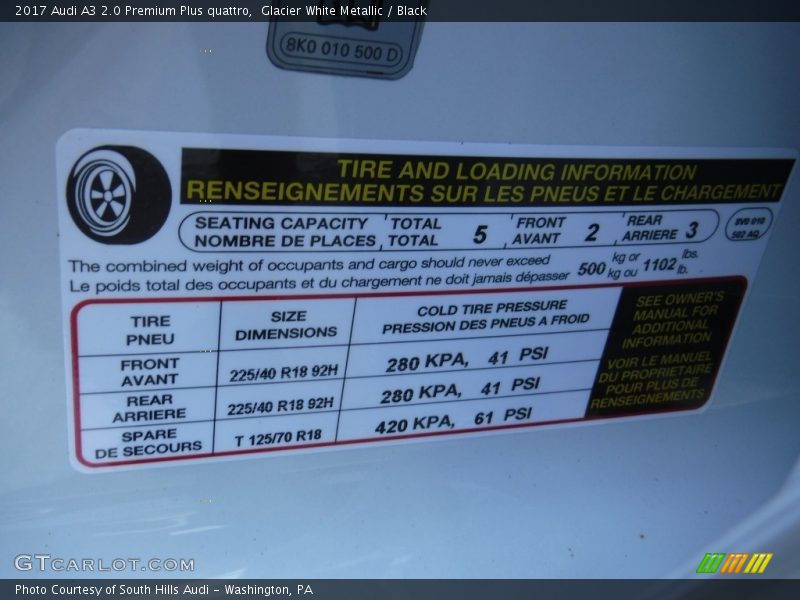 2017 Audi A3 2.0 Premium Plus quattro, Glacier White Metallic / Black
8K0 010 500 D
TIRE AND LOADING INFORMATION
RENSEIGNEMENTS SUR LES PNEUS ET LE CHARGEMENT
SEATING CAPACITY TOTAL 5 FRONT 2 REAR 3
NOMBRE DE PLACES TOTAL AVANT ARRIERE
8V0 010
502 AQ
The combined weight of occupants and cargo should never exceed 500 kg or 1102 lbs.
Le poids total des occupants et du chargement ne doit jamais dépasser kg ou lb.
TIRE
PNEU
SIZE
DIMENSIONS
COLD TIRE PRESSURE
PRESSION DES PNEUS A FROID
FRONT
AVANT
225/40 R18 92H
280 KPA, 41 PSI
REAR
ARRIERE
225/40 R18 92H
280 KPA, 41 PSI
SPARE
DE SECOURS
T 125/70 R18
420 KPA, 61 PSI
SEE OWNER'S
MANUAL FOR
ADDITIONAL
INFORMATION
VOIR LE MANUEL
DU PROPRIETAIRE
POUR PLUS DE
RENSEIGNEMENTS
GTCARLOT.COM
Photo Courtesy of South Hills Audi - Washington, PA